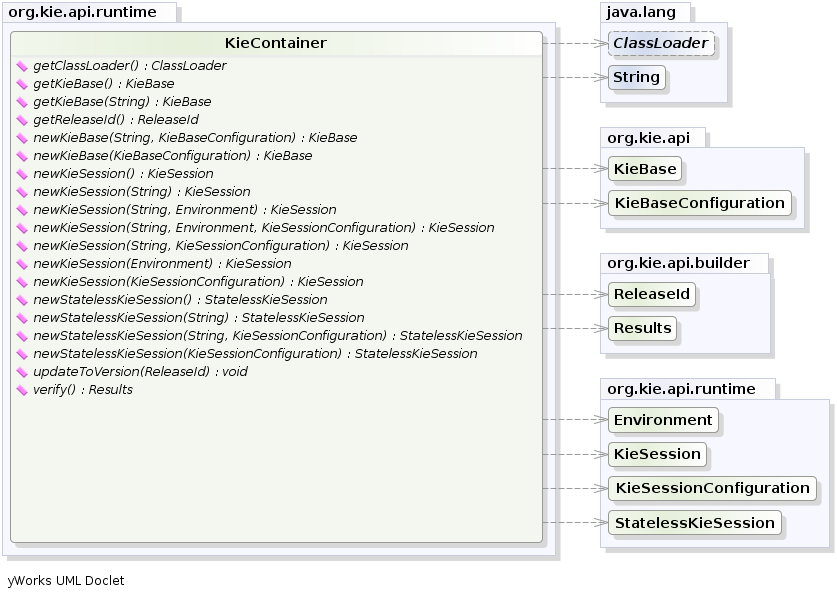 org.kie.api.runtime
KieContainer
getClassLoader() : ClassLoader
getKieBase() : KieBase
getKieBase(String) : KieBase
getReleaseId() : ReleaseId
newKieBase(String, KieBaseConfiguration) : KieBase
newKieBase(KieBaseConfiguration) : KieBase
newKieSession() : KieSession
newKieSession(String) : KieSession
newKieSession(String, Environment) : KieSession
newKieSession(String, Environment, KieSessionConfiguration) : KieSession
newKieSession(String, KieSessionConfiguration) : KieSession
newKieSession(Environment) : KieSession
newKieSession(KieSessionConfiguration) : KieSession
newStatelessKieSession() : StatelessKieSession
newStatelessKieSession(String) : StatelessKieSession
newStatelessKieSession(String, KieSessionConfiguration) : StatelessKieSession
newStatelessKieSession(KieSessionConfiguration) : StatelessKieSession
updateToVersion(ReleaseId) : void
verify() : Results
java.lang
ClassLoader
String
org.kie.api
KieBase
KieBaseConfiguration
org.kie.api.builder
ReleaseId
Results
org.kie.api.runtime
Environment
KieSession
KieSessionConfiguration
StatelessKieSession
yWorks UML Doclet